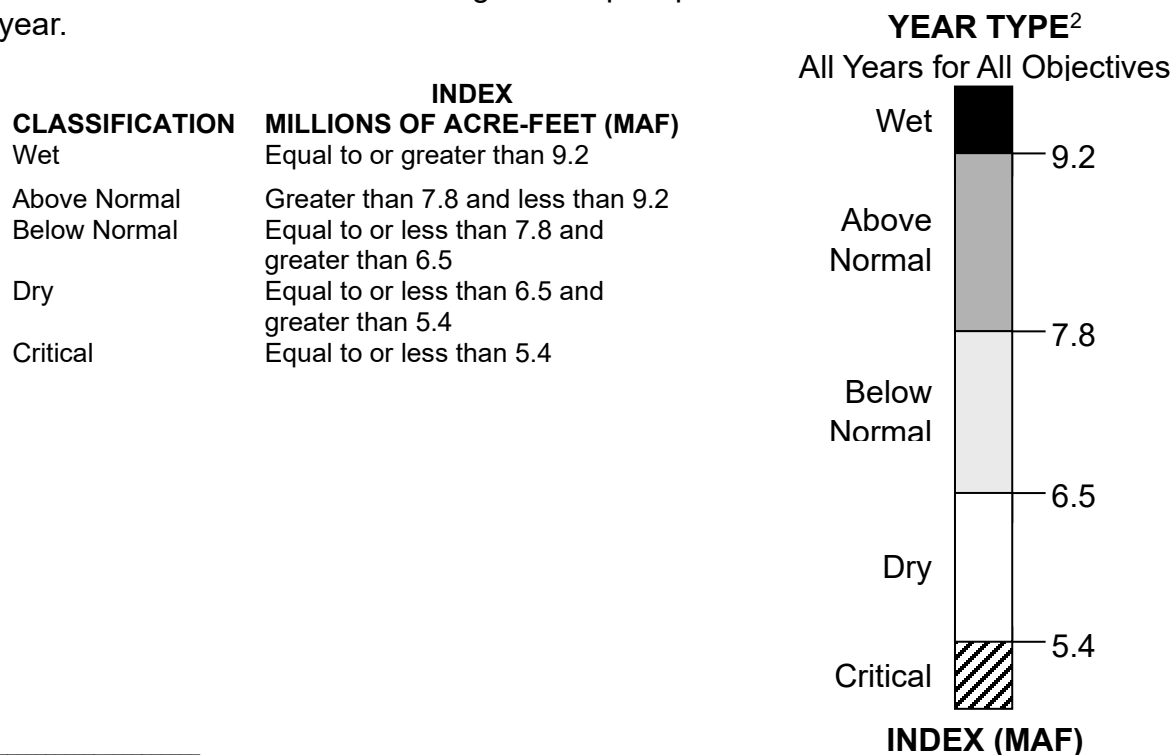 year.
CLASSIFICATION
INDEX
MILLIONS OF ACRE-FEET (MAF)
Wet Equal to or greater than 9.2
Above Normal Greater than 7.8 and less than 9.2
Below Normal Equal to or less than 7.8 and
greater than 6.5
Dry Equal to or less than 6.5 and
greater than 5.4
Critical Equal to or less than 5.4
YEAR TYPE²
All Years for All Objectives
Wet
9.2
Above
Normal
7.8
Below
Normal
6.5
Dry
5.4
Critical
INDEX (MAF)